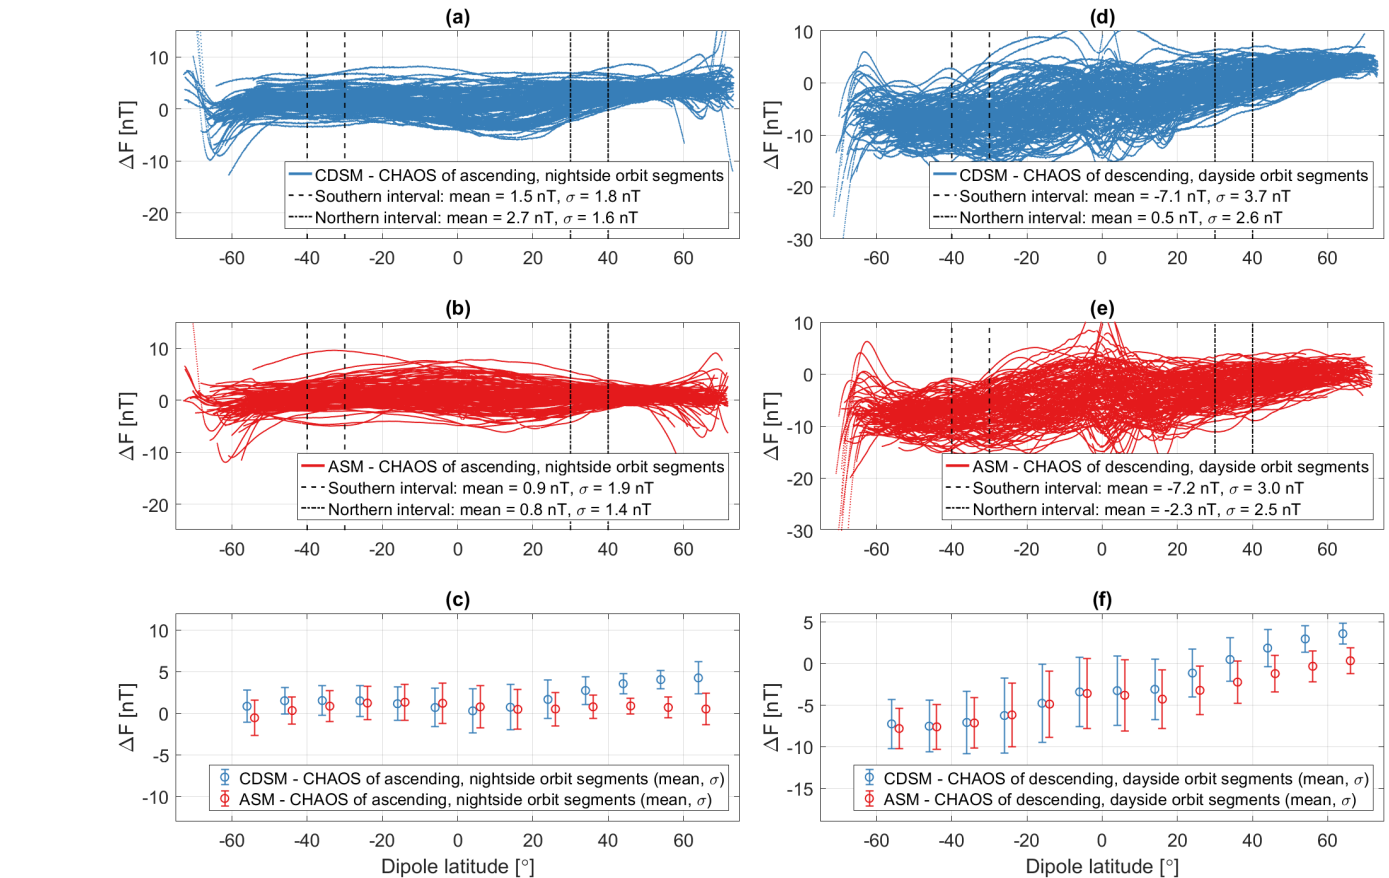 (a)
10
0
-10
-20
ΔF [nT]
CDSM - CHAOS of ascending, nightside orbit segments
Southern interval: mean = 1.5 nT, σ = 1.8 nT
Northern interval: mean = 2.7 nT, σ = 1.6 nT
-60 -40 -20 0 20 40 60
(d)
10
0
-10
-20
-30
ΔF [nT]
CDSM - CHAOS of descending, dayside orbit segments
Southern interval: mean = -7.1 nT, σ = 3.7 nT
Northern interval: mean = 0.5 nT, σ = 2.6 nT
-60 -40 -20 0 20 40 60
(b)
10
0
-10
-20
ΔF [nT]
ASM - CHAOS of ascending, nightside orbit segments
Southern interval: mean = 0.9 nT, σ = 1.9 nT
Northern interval: mean = 0.8 nT, σ = 1.4 nT
-60 -40 -20 0 20 40 60
(e)
10
0
-10
-20
-30
ΔF [nT]
ASM - CHAOS of descending, dayside orbit segments
Southern interval: mean = -7.2 nT, σ = 3.0 nT
Northern interval: mean = -2.3 nT, σ = 2.5 nT
-60 -40 -20 0 20 40 60
(c)
10
5
0
-5
-10
ΔF [nT]
CDSM - CHAOS of ascending, nightside orbit segments (mean, σ)
ASM - CHAOS of ascending, nightside orbit segments (mean, σ)
-60 -40 -20 0 20 40 60
Dipole latitude [°]
(f)
5
0
-5
-10
-15
ΔF [nT]
CDSM - CHAOS of descending, dayside orbit segments (mean, σ)
ASM - CHAOS of descending, dayside orbit segments (mean, σ)
-60 -40 -20 0 20 40 60
Dipole latitude [°]